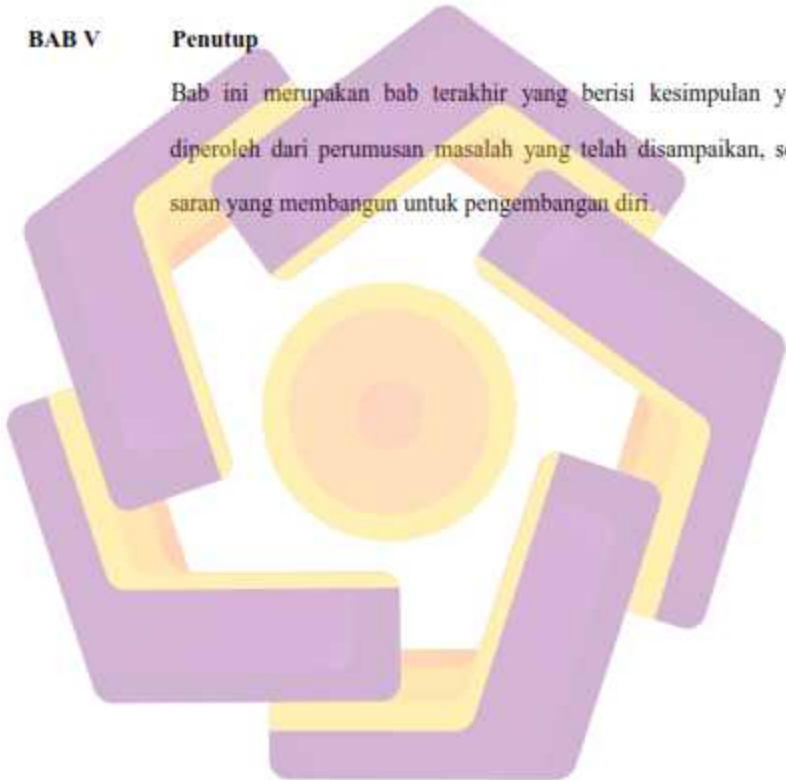 BAB V Penutup
Bab ini merupakan bab terakhir yang berisi kesimpulan
diperoleh dari perumusan masalah yang telah disampaikan,
saran yang membangun untuk pengembangan diri.